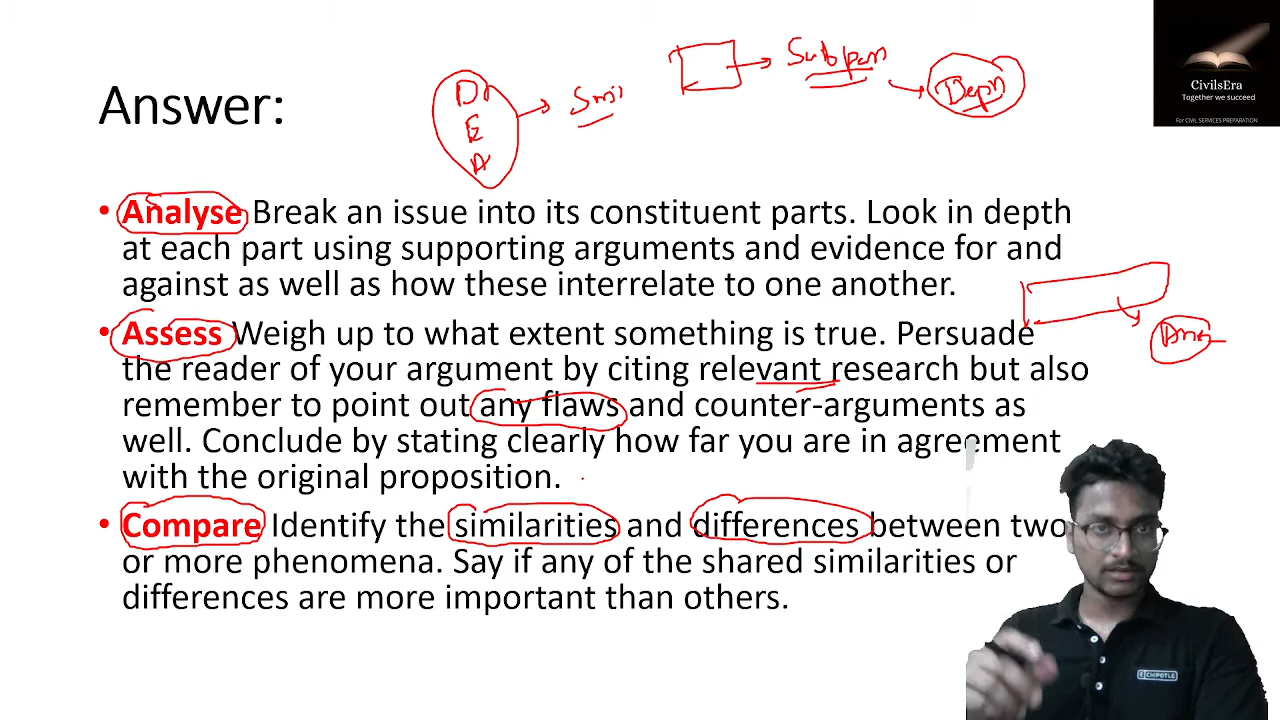 CivilsEra
Together we succeed
For CIVIL SERVICES PREPARATION
D
E
A
Answer:
• Analyse Break an issue into its constituent parts. Look in depth
at each part using supporting arguments and evidence for and
against as well as how these interrelate to one another.
• Assess Weigh up to what extent something is true. Persuade
the reader of your argument by citing relevant research but also
remember to point out any flaws and counter-arguments as
well. Conclude by stating clearly how far you are in agreement
with the original proposition.
• Compare Identify the similarities and differences between two
or more phenomena. Say if any of the shared similarities or
differences are more important than others.
CHIPOTLE